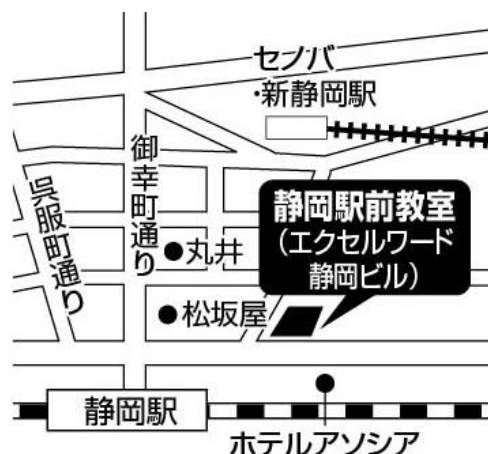 セノバ
・新静岡駅
御幸町通り
呉服町通り
静岡駅前教室
(エクセルワード
静岡ビル)
●丸井
●松坂屋
静岡駅
ホテルアソシア